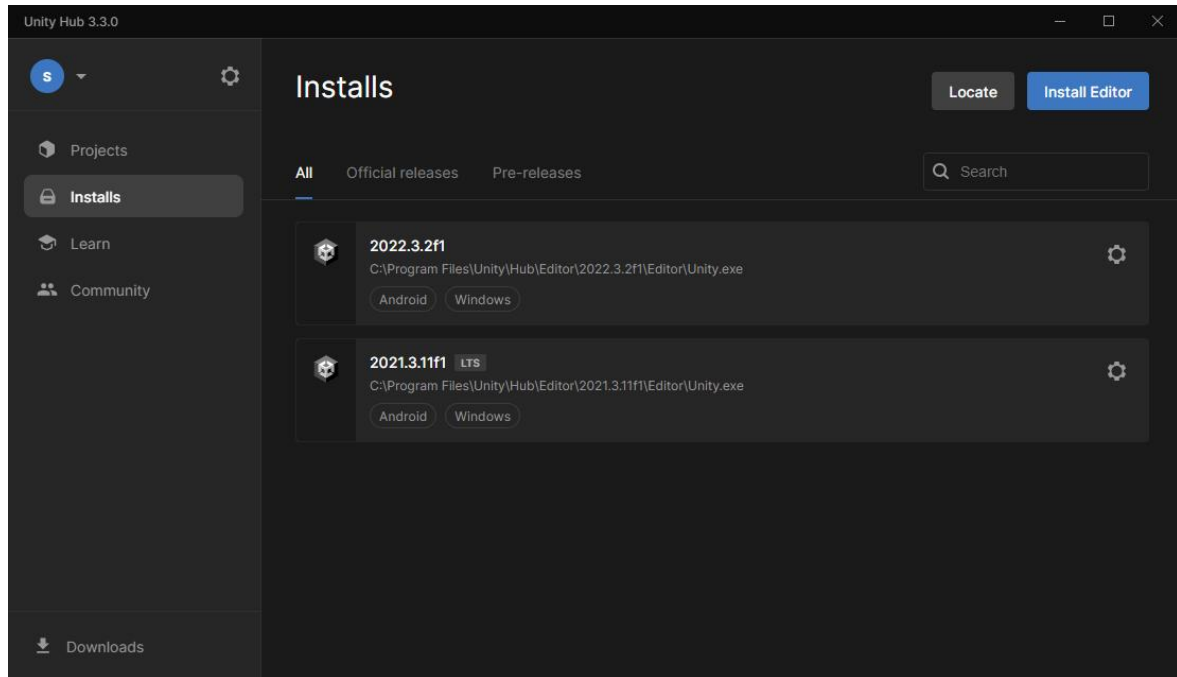 Unity Hub 3.3.0
S
Installs
Locate
Install Editor
Projects
Installs
Learn
Community
All
Official releases
Pre-releases
Search
2022.3.2f1
C:\Program Files\Unity\Hub\Editor\2022.3.2f1\Editor\Unity.exe
Android
Windows
2021.3.11f1 LTS
C:\Program Files\Unity\Hub\Editor\2021.3.11f1\Editor\Unity.exe
Android
Windows
Downloads